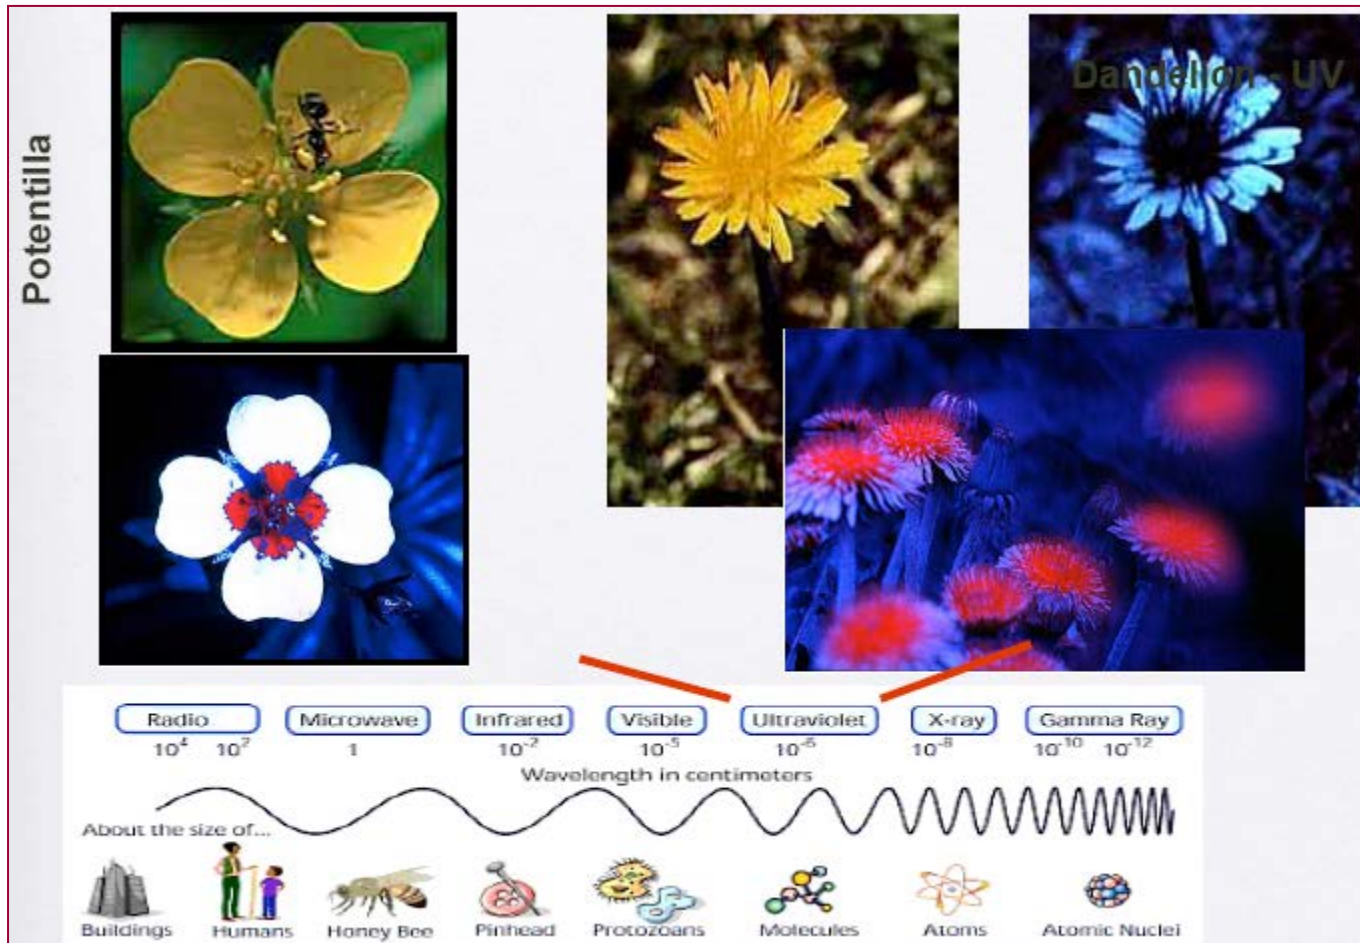 Potentilla
Dandelion - UV
Radio Microwave Infrared Visible Ultraviolet X-ray Gamma Ray
10⁴ 10² 1 10⁻² 10⁻⁵ 10⁻⁶ 10⁻⁸ 10⁻¹⁰ 10⁻¹²
Wavelength in centimeters
About the size of...
Buildings Humans Honey Bee Pinhead Protozoans Molecules Atoms Atomic Nuclei